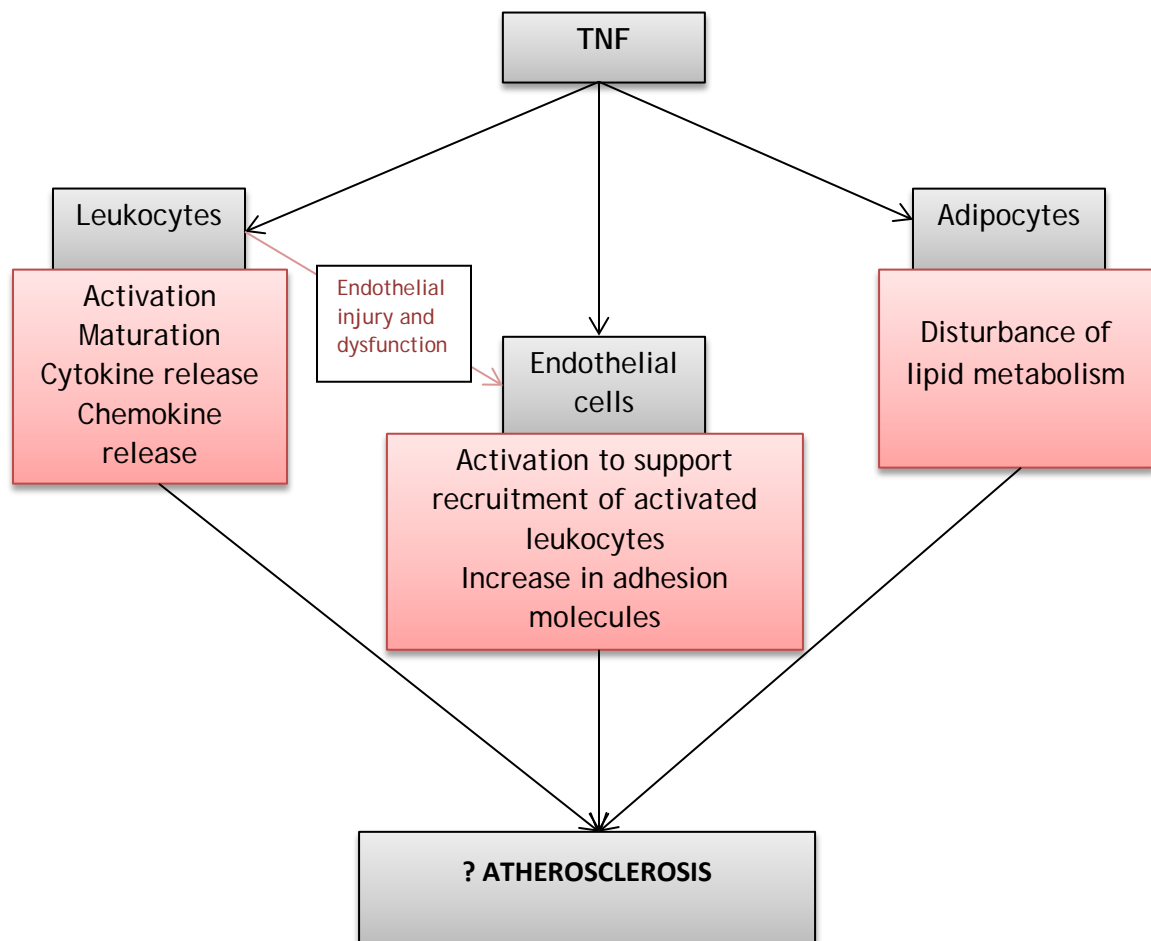 TNF
Leukocytes
Activation
Maturation
Cytokine release
Chemokine
release
Endothelial
injury and
dysfunction
Endothelial
cells
Activation to support
recruitment of activated
leukocytes
Increase in adhesion
molecules
Adipocytes
Disturbance of
lipid metabolism
? ATHEROSCLEROSIS